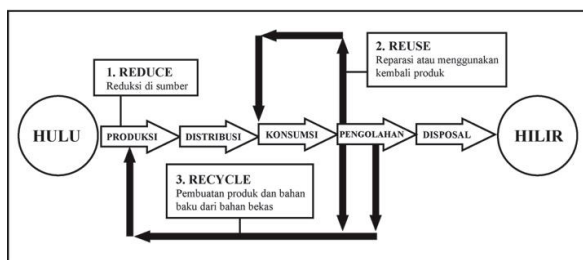 1. REDUCE
Reduksi di sumber
2. REUSE
Reparasi atau menggunakan
kembali produk
HULU
PRODUKSI
DISTRIBUSI
KONSUMSI
PENGOLAHAN
DISPOSAL
HILIR
3. RECYCLE
Pembuatan produk dan bahan
baku dari bahan bekas